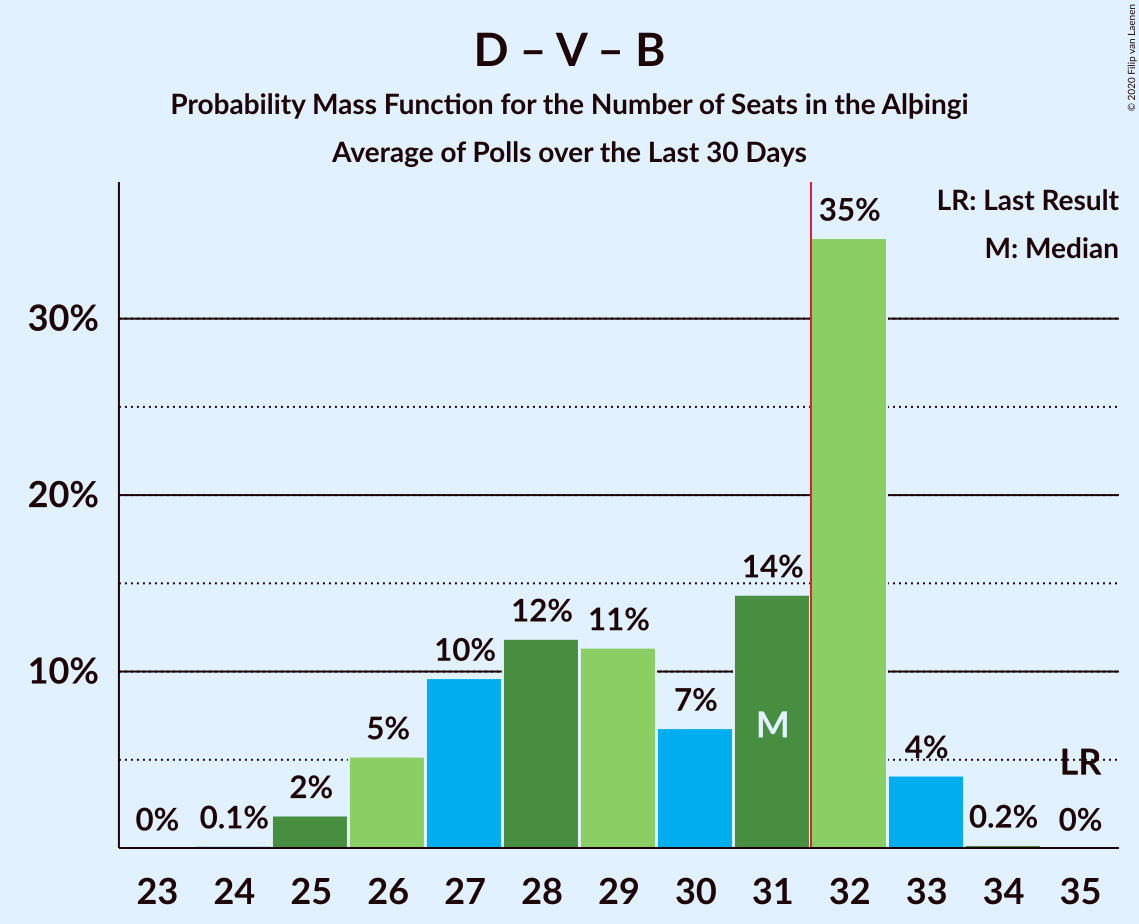 D – V – B
Probability Mass Function for the Number of Seats in the Alþingi
Average of Polls over the Last 30 Days
© 2020 Filip van Laenen
LR: Last Result
M: Median
35%
30%
20%
14%
12%
11%
10%
10%
7%
M
5%
4%
LR
2%
0%
0.1%
0.2%
0%
23 24 25 26 27 28 29 30 31 32 33 34 35